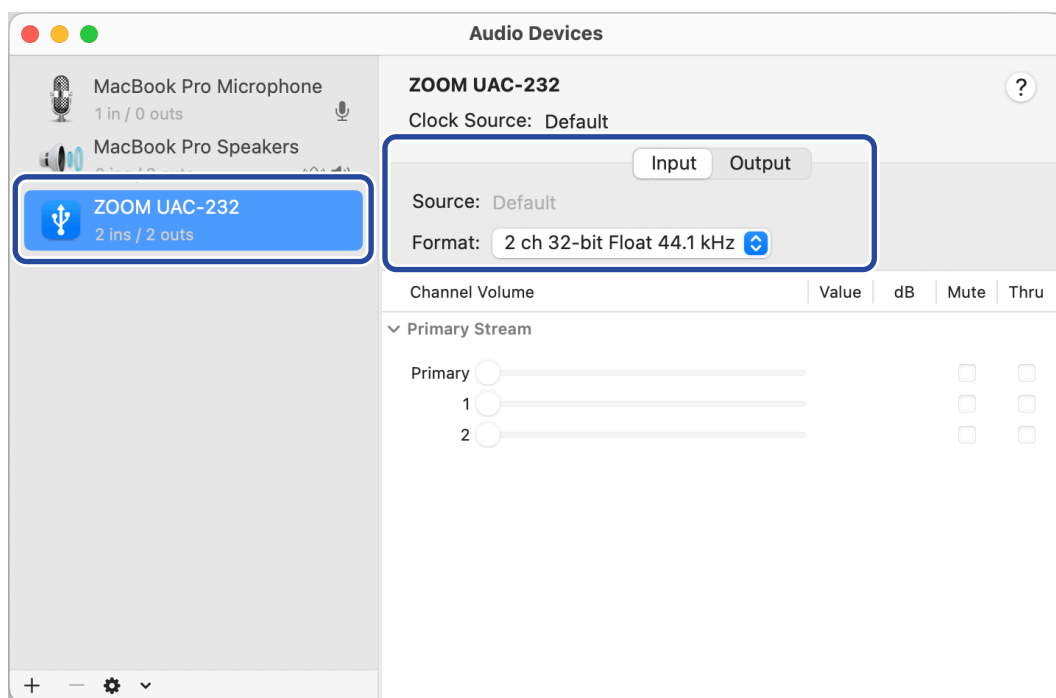 Audio Devices
MacBook Pro Microphone
1 in / 0 outs
MacBook Pro Speakers
ZOOM UAC-232
2 ins / 2 outs
ZOOM UAC-232
?
Clock Source: Default
Input Output
Source: Default
Format: 2 ch 32-bit Float 44.1 kHz
Channel Volume Value dB Mute Thru
Primary Stream
Primary
1
2